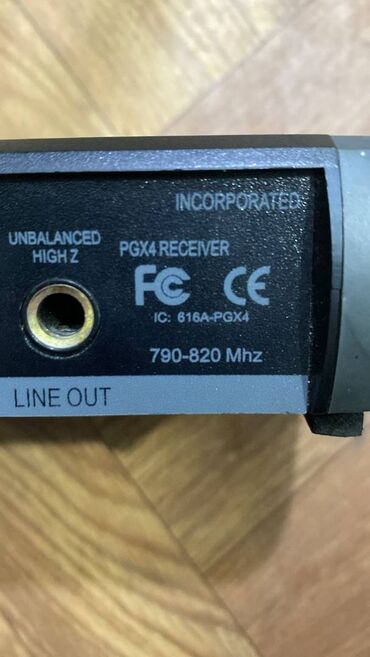 INCORPORATED
UNBALANCED
HIGH Z
PGX4 RECEIVER
FC CE
IC: 616A-PGX4
790-820 Mhz
LINE OUT